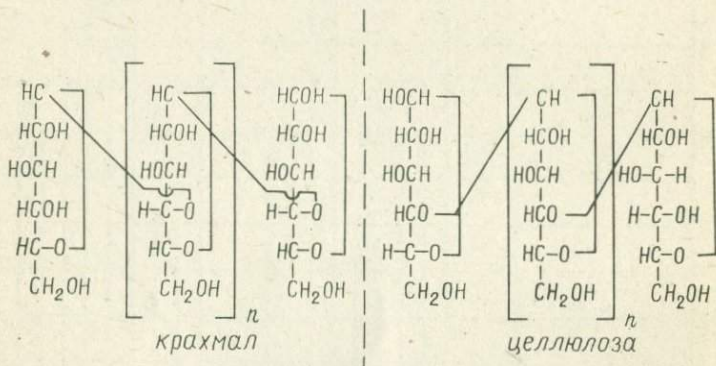 HC HC HCOH HOCH CH CH
HCOH HCOH HCOH HCOH HCOH HCOH
HOCH HOCH HOCH HOCH HOCH HO–C–H
HCOH H–C–O H–C–O HCO HCO H–C–OH
HC–O HC–O HC–O H–C–O HC–O HC–O
CH₂OH CH₂OH CH₂OH CH₂OH CH₂OH CH₂OH
n n
крахмал целлюлоза